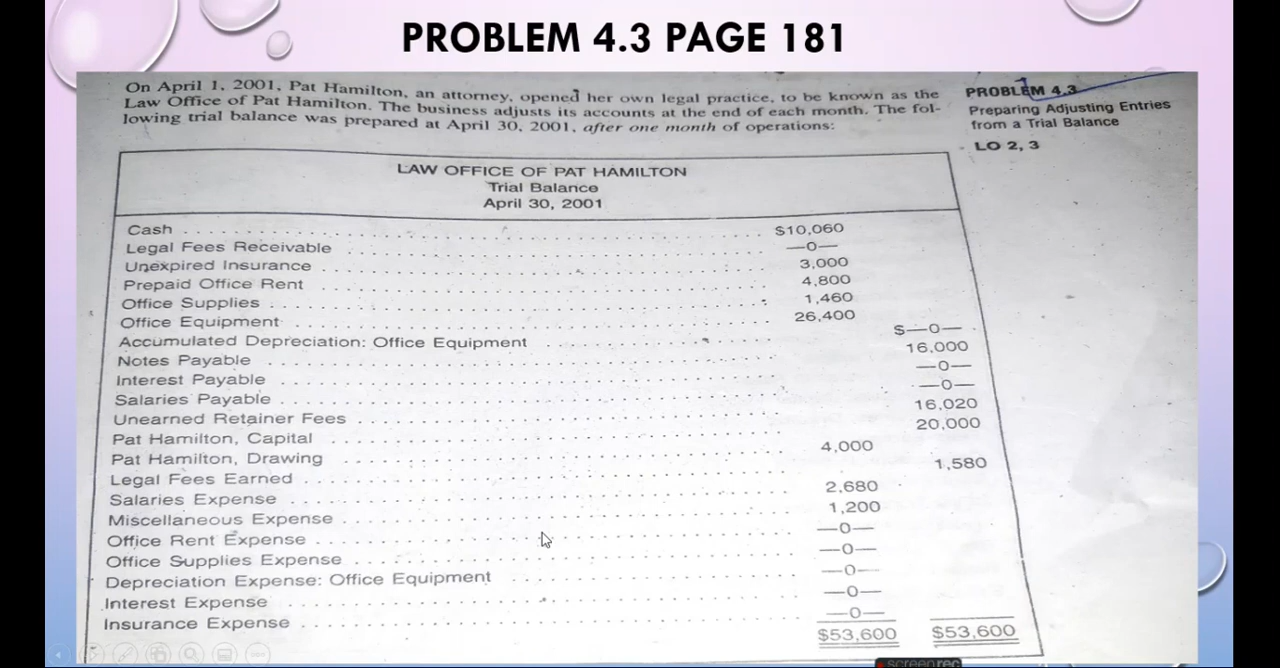 PROBLEM 4.3 PAGE 181
On April 1, 2001, Pat Hamilton, an attorney, opened her own legal practice, to be known as the
Law Office of Pat Hamilton. The business adjusts its accounts at the end of each month. The fol-
lowing trial balance was prepared at April 30, 2001, after one month of operations:
PROBLEM 4.3
Preparing Adjusting Entries
from a Trial Balance
LO 2, 3
LAW OFFICE OF PAT HAMILTON
Trial Balance
April 30, 2001
Cash $10,060
Legal Fees Receivable —0—
Unexpired Insurance 3,000
Prepaid Office Rent 4,800
Office Supplies 1,460
Office Equipment 26,400
Accumulated Depreciation: Office Equipment $—0—
Notes Payable 16,000
Interest Payable —0—
Salaries Payable —0—
Unearned Retainer Fees 16,020
Pat Hamilton, Capital 20,000
Pat Hamilton, Drawing 4,000
Legal Fees Earned 1,580
Salaries Expense 2,680
Miscellaneous Expense 1,200
Office Rent Expense —0—
Office Supplies Expense —0—
Depreciation Expense: Office Equipment —0—
Interest Expense —0—
Insurance Expense —0—
$53,600 $53,600
screenrec